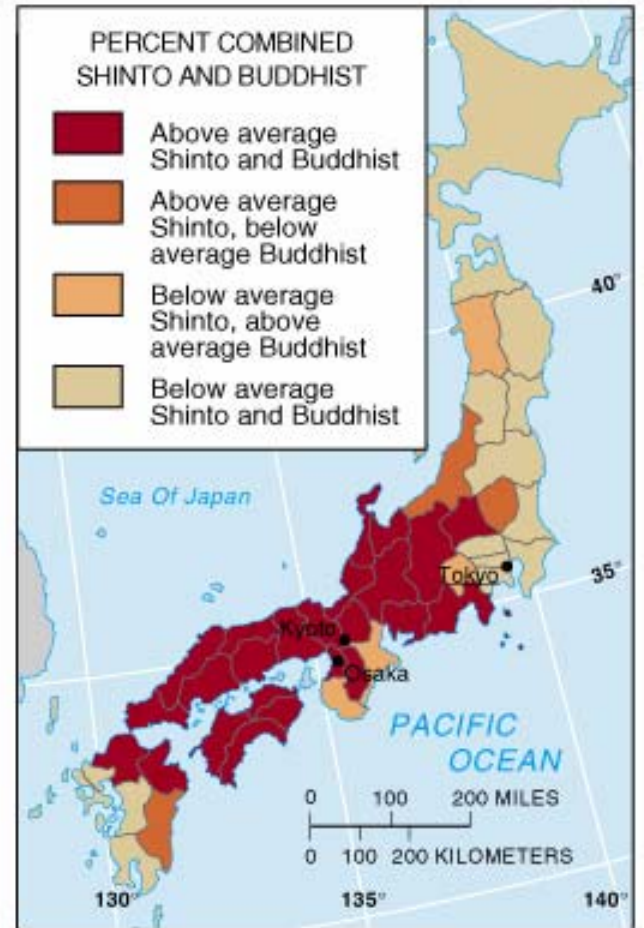 PERCENT COMBINED
SHINTO AND BUDDHIST
Above average
Shinto and Buddhist
Above average
Shinto, below
average Buddhist
Below average
Shinto, above
average Buddhist
Below average
Shinto and Buddhist
40°
Sea Of Japan
35°
Tokyo
Kyoto
Osaka
PACIFIC
OCEAN
0 100 200 MILES
0 100 200 KILOMETERS
130° 135° 140°